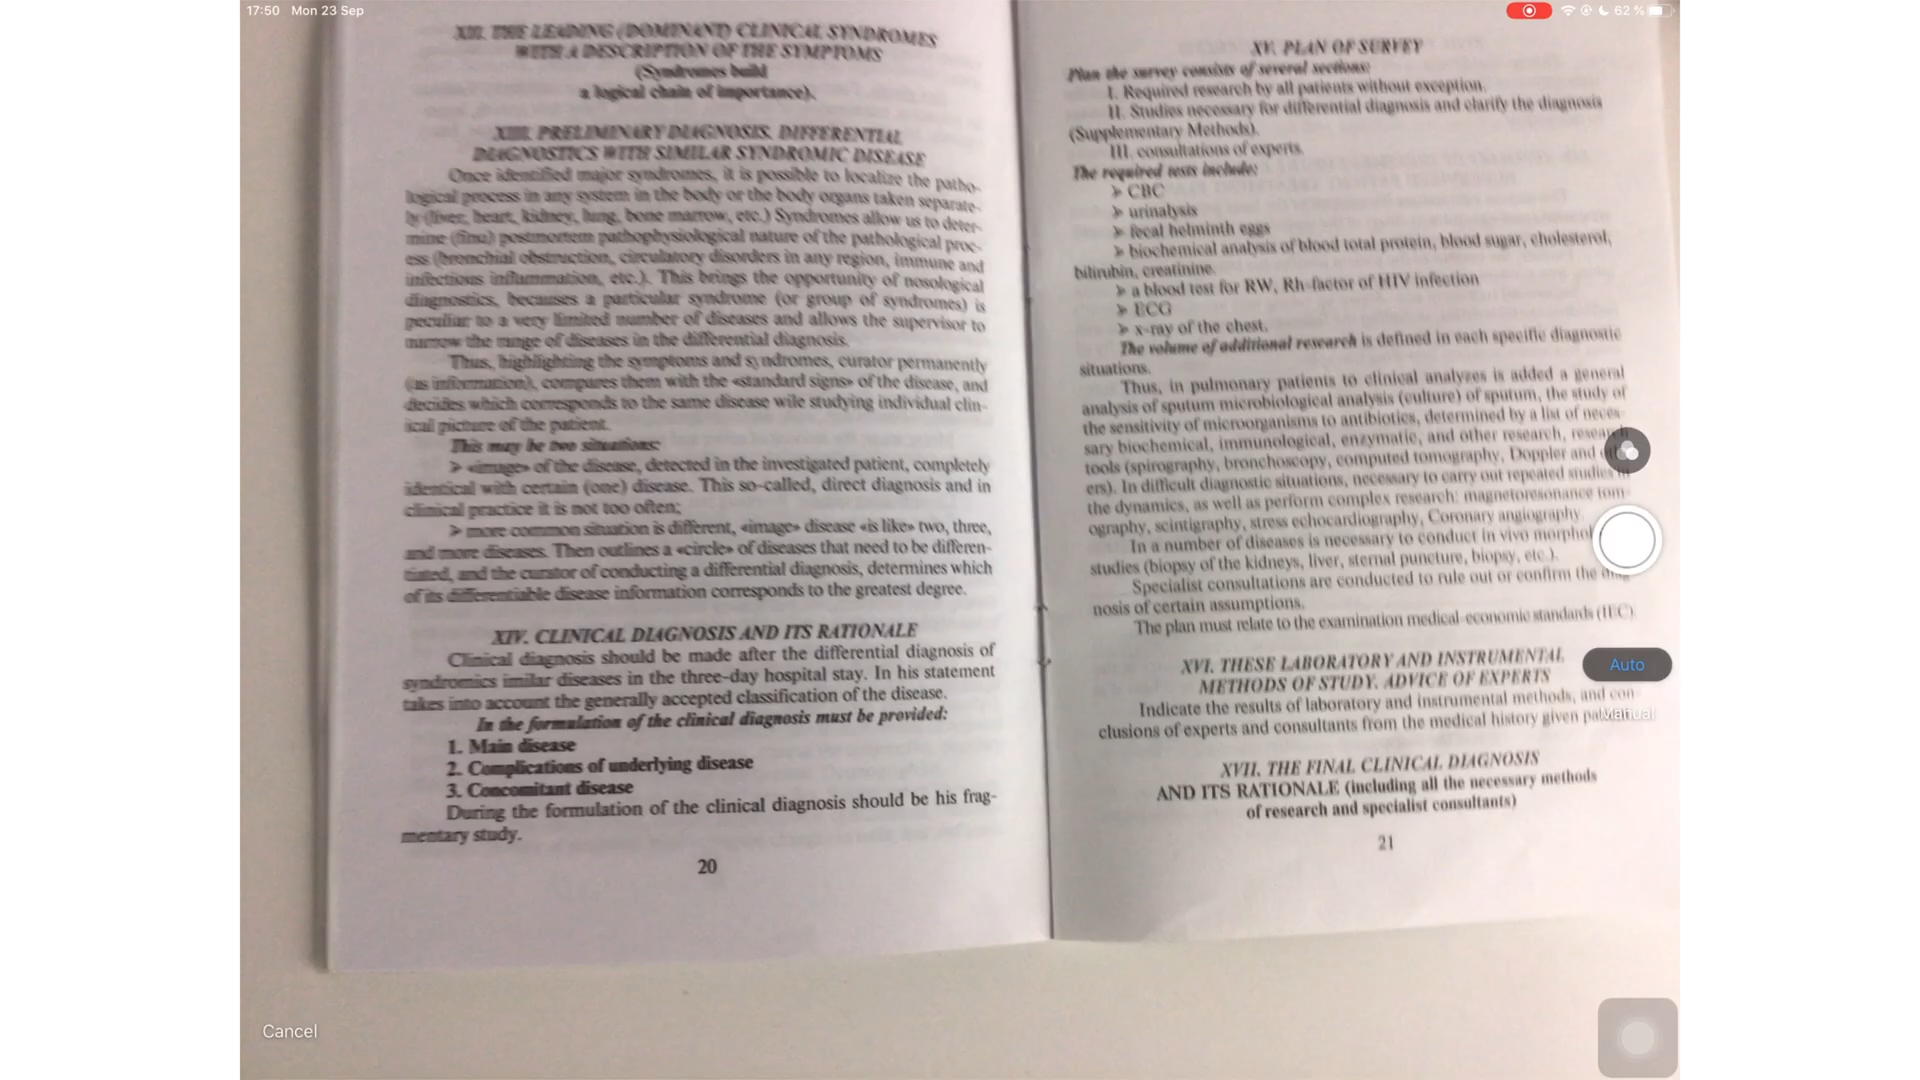 17:50 Mon 23 Sep
62 %
XII. THE LEADING (DOMINANT) CLINICAL SYNDROMES
WITH A DESCRIPTION OF THE SYMPTOMS
(Syndromes build
a logical chain of importance).
XIII. PRELIMINARY DIAGNOSIS. DIFFERENTIAL
DIAGNOSTICS WITH SIMILAR SYNDROMIC DISEASE
Once identified major syndromes, it is possible to localize the patho-
logical process in any system in the body or the body organs taken separate-
ly (liver, heart, kidney, lung, bone marrow, etc.) Syndromes allow us to deter-
mine (final) postmortem pathophysiological nature of the pathological proc-
ess (bronchial obstruction, circulatory disorders in any region, immune and
infectious inflammation, etc.). This brings the opportunity of nosological
diagnostics, becauses a particular syndrome (or group of syndromes) is
peculiar to a very limited number of diseases and allows the supervisor to
narrow the range of diseases in the differential diagnosis.
Thus, highlighting the symptoms and syndromes, curator permanently
(as information), compares them with the «standard signs» of the disease, and
decides which corresponds to the same disease wile studying individual clin-
ical picture of the patient.
This may be two situations:
➢ «image» of the disease, detected in the investigated patient, completely
identical with certain (one) disease. This so-called, direct diagnosis and in
clinical practice it is not too often;
➢ more common situation is different, «image» disease «is like» two, three,
and more diseases. Then outlines a «circle» of diseases that need to be differen-
tiated, and the curator of conducting a differential diagnosis, determines which
of its differentiable disease information corresponds to the greatest degree.
XIV. CLINICAL DIAGNOSIS AND ITS RATIONALE
Clinical diagnosis should be made after the differential diagnosis of
syndromics imilar diseases in the three-day hospital stay. In his statement
takes into account the generally accepted classification of the disease.
In the formulation of the clinical diagnosis must be provided:
1. Main disease
2. Complications of underlying disease
3. Concomitant disease
During the formulation of the clinical diagnosis should be his frag-
mentary study.
20
XV. PLAN OF SURVEY
Plan the survey consists of several sections:
I. Required research by all patients without exception.
II. Studies necessary for differential diagnosis and clarify the diagnosis
(Supplementary Methods).
III. consultations of experts.
The required tests include:
➢ CBC
➢ urinalysis
➢ fecal helminth eggs
➢ biochemical analysis of blood total protein, blood sugar, cholesterol,
bilirubin, creatinine.
➢ a blood test for RW, Rh-factor of HIV infection
➢ ECG
➢ x-ray of the chest.
The volume of additional research is defined in each specific diagnostic
situations.
Thus, in pulmonary patients to clinical analyzes is added a general
analysis of sputum microbiological analysis (culture) of sputum, the study of
the sensitivity of microorganisms to antibiotics, determined by a list of neces-
sary biochemical, immunological, enzymatic, and other research, research
tools (spirography, bronchoscopy, computed tomography, Doppler and
ers). In difficult diagnostic situations, necessary to carry out repeated studies in
the dynamics, as well as perform complex research: magnetoresonance tom-
ography, scintigraphy, stress echocardiography, Coronary angiography
In a number of diseases is necessary to conduct in vivo
studies (biopsy of the kidneys, liver, sternal puncture, biopsy, etc.).
Specialist consultations are conducted to rule out or confirm the
nosis of certain assumptions.
The plan must relate to the examination medical-economic standards (IEC)
XVI. THESE LABORATORY AND INSTRUMENTAL
METHODS OF STUDY. ADVICE OF EXPERTS
Indicate the results of laboratory and instrumental methods, and con-
clusions of experts and consultants from the medical history given
XVII. THE FINAL CLINICAL DIAGNOSIS
AND ITS RATIONALE (including all the necessary methods
of research and specialist consultants)
21
Auto
Manual
Cancel